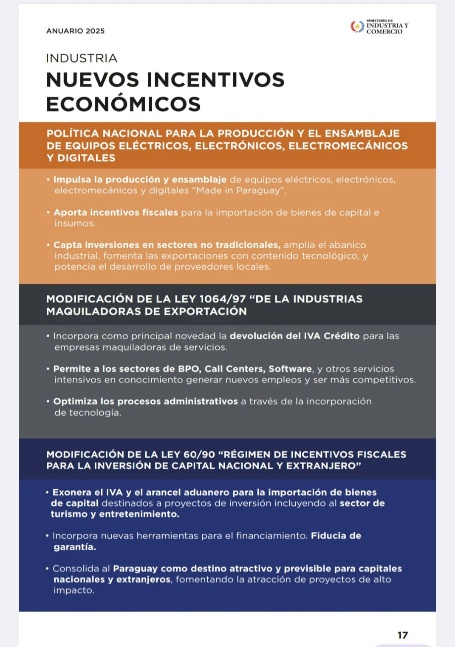 ANUARIO 2025
MINISTERIO DE
INDUSTRIA Y
COMERCIO
INDUSTRIA
NUEVOS INCENTIVOS
ECONÓMICOS
POLÍTICA NACIONAL PARA LA PRODUCCIÓN Y EL ENSAMBLAJE
DE EQUIPOS ELÉCTRICOS, ELECTRÓNICOS, ELECTROMECÁNICOS
Y DIGITALES
• Impulsa la producción y ensamblaje de equipos eléctricos, electrónicos,
electromecánicos y digitales "Made in Paraguay".
• Aporta incentivos fiscales para la importación de bienes de capital e
insumos.
• Capta inversiones en sectores no tradicionales, amplia el abanico
industrial, fomenta las exportaciones con contenido tecnológico, y
potencia el desarrollo de proveedores locales.
MODIFICACIÓN DE LA LEY 1064/97 "DE LA INDUSTRIAS
MAQUILADORAS DE EXPORTACIÓN
• Incorpora como principal novedad la devolución del IVA Crédito para las
empresas maquiladoras de servicios.
• Permite a los sectores de BPO, Call Centers, Software, y otros servicios
intensivos en conocimiento generar nuevos empleos y ser más competitivos.
• Optimiza los procesos administrativos a través de la incorporación
de tecnología.
MODIFICACIÓN DE LA LEY 60/90 "RÉGIMEN DE INCENTIVOS FISCALES
PARA LA INVERSIÓN DE CAPITAL NACIONAL Y EXTRANJERO"
• Exonera el IVA y el arancel aduanero para la importación de bienes
de capital destinados a proyectos de inversión incluyendo al sector de
turismo y entretenimiento.
• Incorpora nuevas herramientas para el financiamiento. Fiducia de
garantía.
• Consolida al Paraguay como destino atractivo y previsible para capitales
nacionales y extranjeros, fomentando la atracción de proyectos de alto
impacto.
17